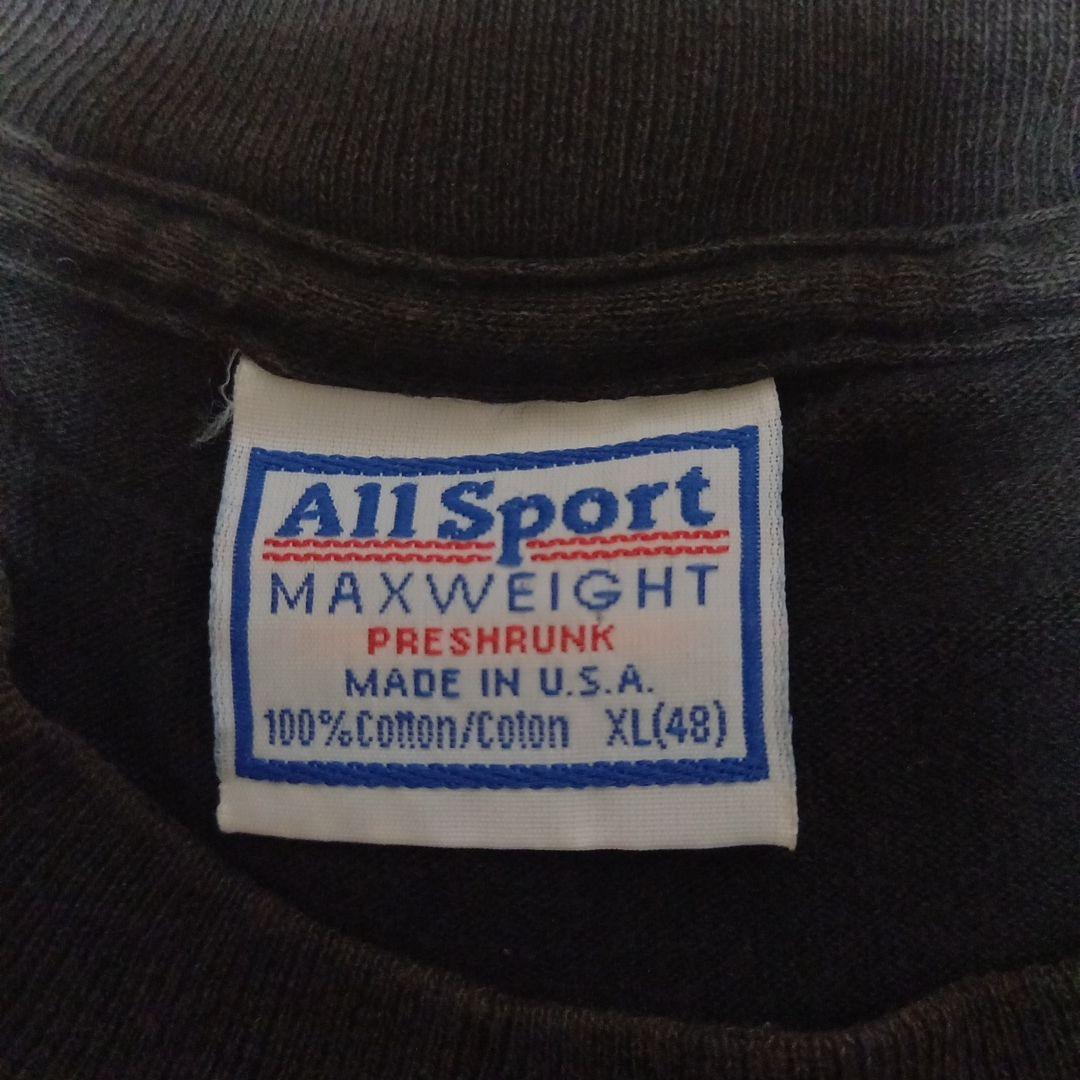 All Sport
MAXWEIGHT
PRESHRUNK
MADE IN U.S.A.
100% Cotton/Coton XL(48)